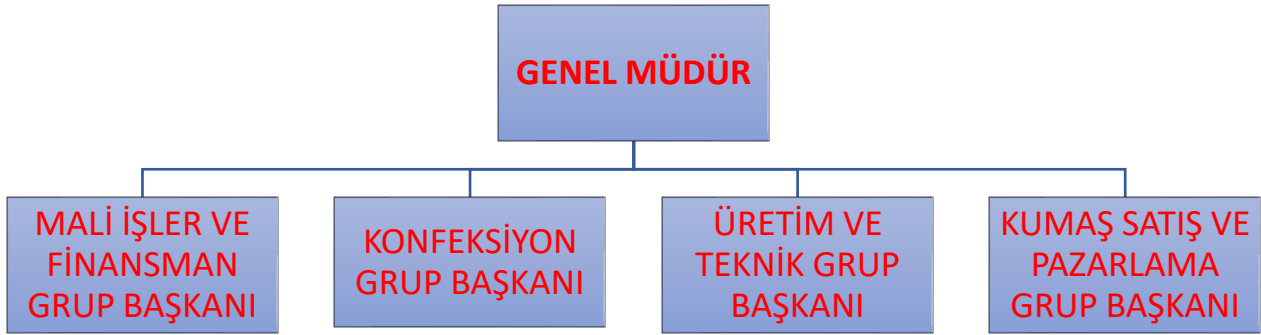 GENEL MÜDÜR
MALİ İŞLER VE
FİNANSMAN
GRUP BAŞKANI
KONFEKSİYON
GRUP BAŞKANI
ÜRETİM VE
TEKNİK GRUP
BAŞKANI
KUMAŞ SATIŞ VE
PAZARLAMA
GRUP BAŞKANI